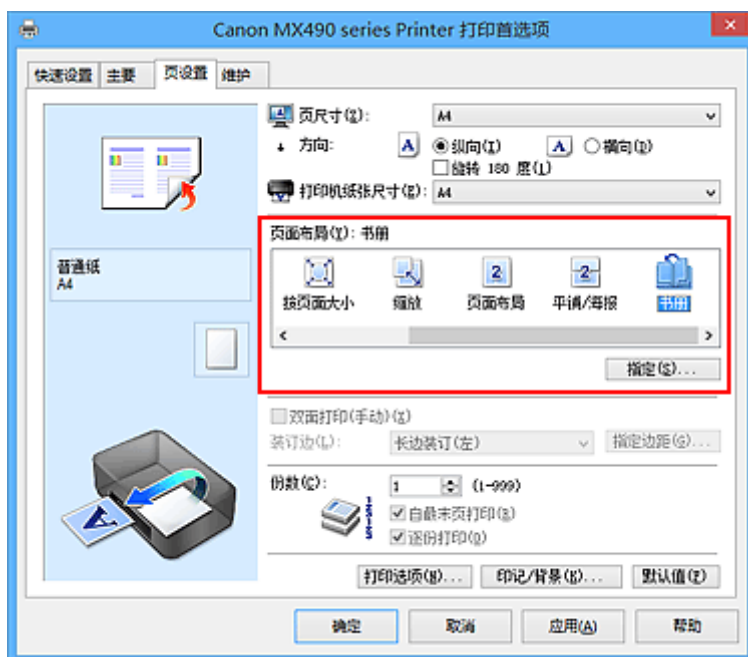 Canon MX490 series Printer 打印首选项
快速设置 主要 页设置 维护
页尺寸(Z): A4
方向: A 纵向(I) A 横向(D)
旋转 180 度(L)
打印机纸张尺寸(E): A4
页面布局(Y): 书册
按页面大小 缩放 页面布局 平铺/海报 书册
指定(S)...
普通纸
A4
双面打印(手动)(X)
装订边(L): 长边装订(左) 指定边距(G)...
份数(C): 1 (1-999)
自最末页打印(R)
逐份打印(O)
打印选项(N)... 印记/背景(K)... 默认值(F)
确定 取消 应用(A) 帮助